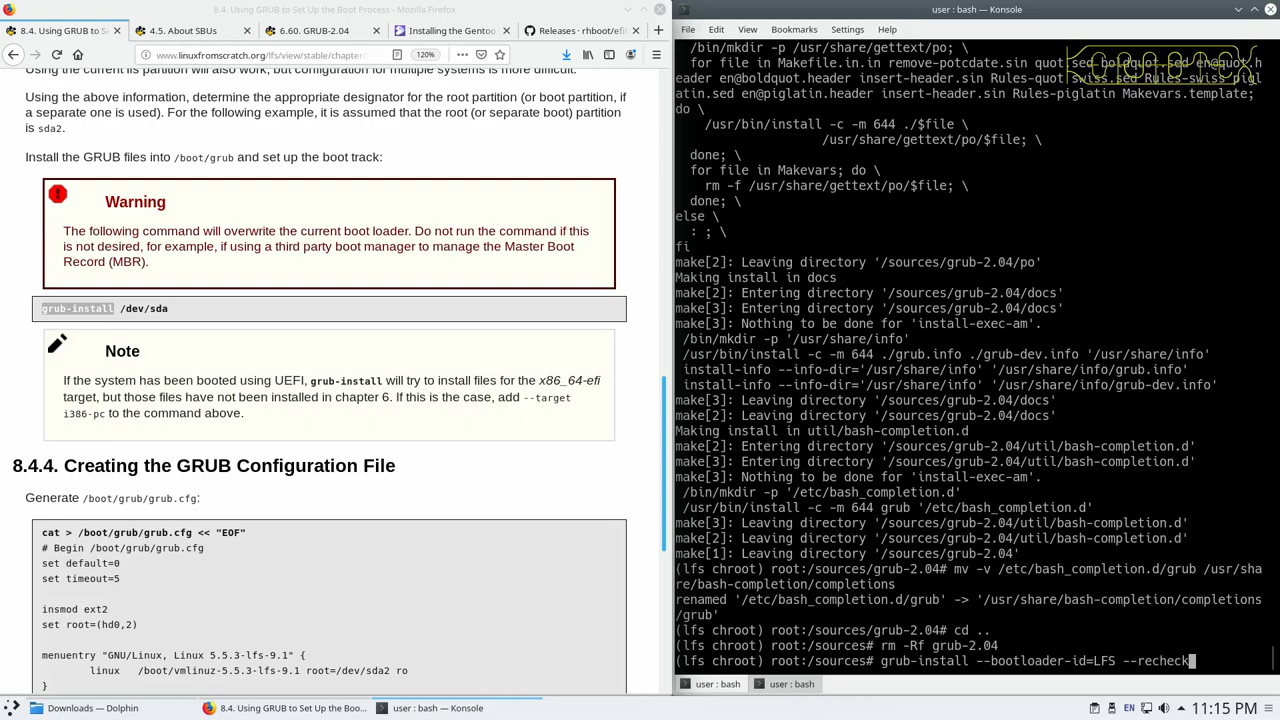 8.4. Using GRUB to Set Up the Boot Process - Mozilla Firefox
user : bash — Konsole
8.4. Using GRUB to Se
4.5. About SBUs
6.60. GRUB-2.04
Installing the Gentoo
Releases · rhboot/efil
File Edit View Bookmarks Settings Help
www.linuxfromscratch.org/lfs/view/stable/chapter0
120%
Using the current lfs partition will also work, but configuration for multiple systems is more difficult.
Using the above information, determine the appropriate designator for the root partition (or boot partition, if
a separate one is used). For the following example, it is assumed that the root (or separate boot) partition
is sda2.
Install the GRUB files into /boot/grub and set up the boot track:
Warning
The following command will overwrite the current boot loader. Do not run the command if this
is not desired, for example, if using a third party boot manager to manage the Master Boot
Record (MBR).
grub-install /dev/sda
Note
If the system has been booted using UEFI, grub-install will try to install files for the x86_64-efi
target, but those files have not been installed in chapter 6. If this is the case, add --target
i386-pc to the command above.
8.4.4. Creating the GRUB Configuration File
Generate /boot/grub/grub.cfg:
cat > /boot/grub/grub.cfg << "EOF"
# Begin /boot/grub/grub.cfg
set default=0
set timeout=5
insmod ext2
set root=(hd0,2)
menuentry "GNU/Linux, Linux 5.5.3-lfs-9.1" {
linux /boot/vmlinuz-5.5.3-lfs-9.1 root=/dev/sda2 ro
}
/bin/mkdir -p /usr/share/gettext/po; \
for file in Makefile.in.in remove-potcdate.sin quot.sed boldquot.sed en@quot.h
eader en@boldquot.header insert-header.sin Rules-quot swiss.sed Rules-swiss pigl
atin.sed en@piglatin.header insert-header.sin Rules-piglatin Makevars.template;
do \
/usr/bin/install -c -m 644 ./$file \
/usr/share/gettext/po/$file; \
done; \
for file in Makevars; do \
rm -f /usr/share/gettext/po/$file; \
done; \
else \
: ; \
fi
make[2]: Leaving directory '/sources/grub-2.04/po'
Making install in docs
make[2]: Entering directory '/sources/grub-2.04/docs'
make[3]: Entering directory '/sources/grub-2.04/docs'
make[3]: Nothing to be done for 'install-exec-am'.
/bin/mkdir -p '/usr/share/info'
/usr/bin/install -c -m 644 ./grub.info ./grub-dev.info '/usr/share/info'
install-info --info-dir='/usr/share/info' '/usr/share/info/grub.info'
install-info --info-dir='/usr/share/info' '/usr/share/info/grub-dev.info'
make[3]: Leaving directory '/sources/grub-2.04/docs'
make[2]: Leaving directory '/sources/grub-2.04/docs'
Making install in util/bash-completion.d
make[2]: Entering directory '/sources/grub-2.04/util/bash-completion.d'
make[3]: Entering directory '/sources/grub-2.04/util/bash-completion.d'
make[3]: Nothing to be done for 'install-exec-am'.
/bin/mkdir -p '/etc/bash_completion.d'
/usr/bin/install -c -m 644 grub '/etc/bash_completion.d'
make[3]: Leaving directory '/sources/grub-2.04/util/bash-completion.d'
make[2]: Leaving directory '/sources/grub-2.04/util/bash-completion.d'
make[1]: Leaving directory '/sources/grub-2.04'
(lfs chroot) root:/sources/grub-2.04# mv -v /etc/bash_completion.d/grub /usr/sha
re/bash-completion/completions
renamed '/etc/bash_completion.d/grub' -> '/usr/share/bash-completion/completions
/grub'
(lfs chroot) root:/sources/grub-2.04# cd ..
(lfs chroot) root:/sources# rm -Rf grub-2.04
(lfs chroot) root:/sources# grub-install --bootloader-id=LFS --recheck
user : bash
user : bash
Downloads — Dolphin
8.4. Using GRUB to Set Up the Boo...
user : bash — Konsole
EN
11:15 PM